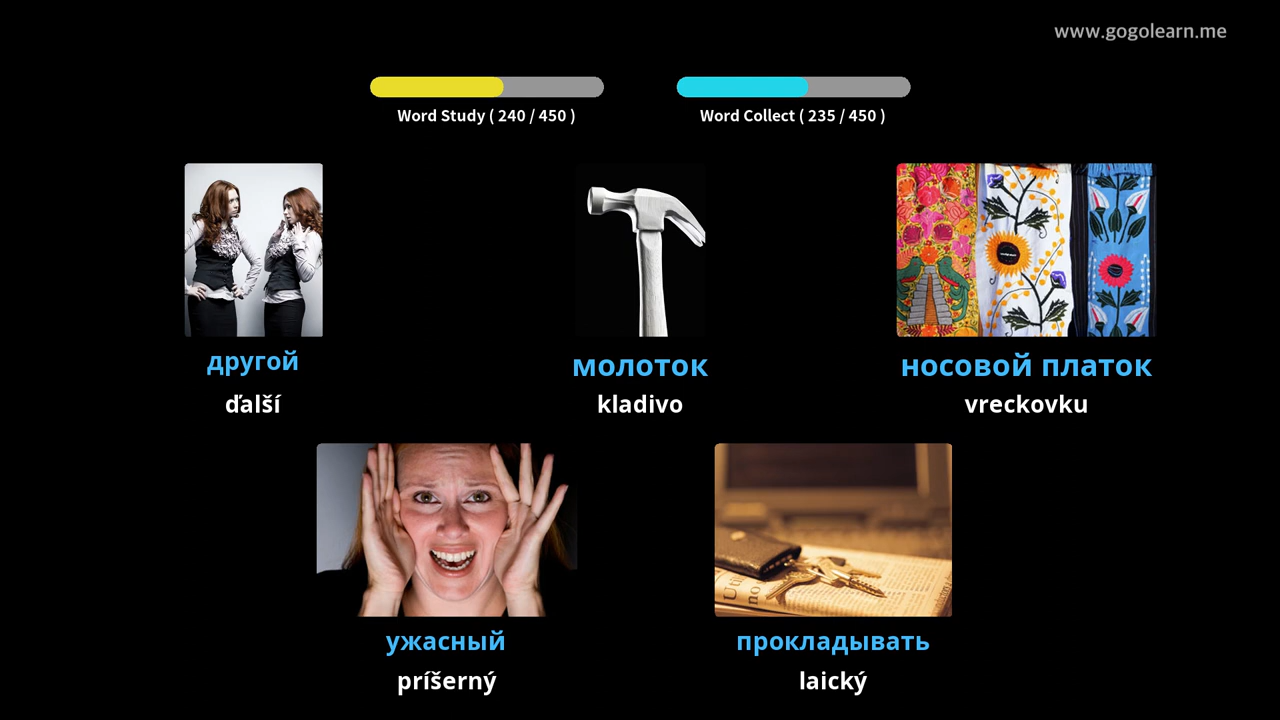 www.gogolearn.me
Word Study ( 240 / 450 )
Word Collect ( 235 / 450 )
другой
молоток
носовой платок
ďalší
kladivo
vreckovku
ужасный
прокладывать
príšerný
laický